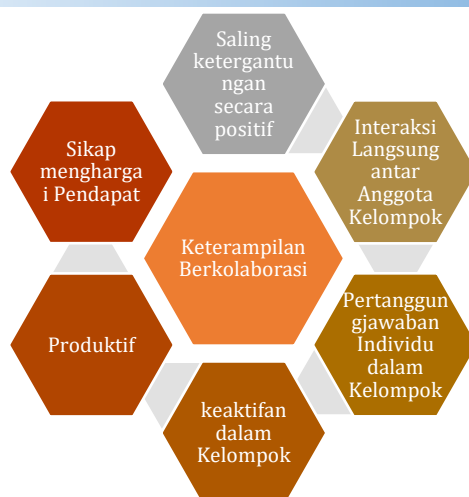 Saling
ketergantu
ngan
secara
positif
Interaksi
Langsung
antar
Anggota
Kelompok
Pertanggun
gjawaban
Individu
dalam
Kelompok
keaktifan
dalam
Kelompok
Produktif
Sikap
mengharga
i Pendapat
Keterampilan
Berkolaborasi